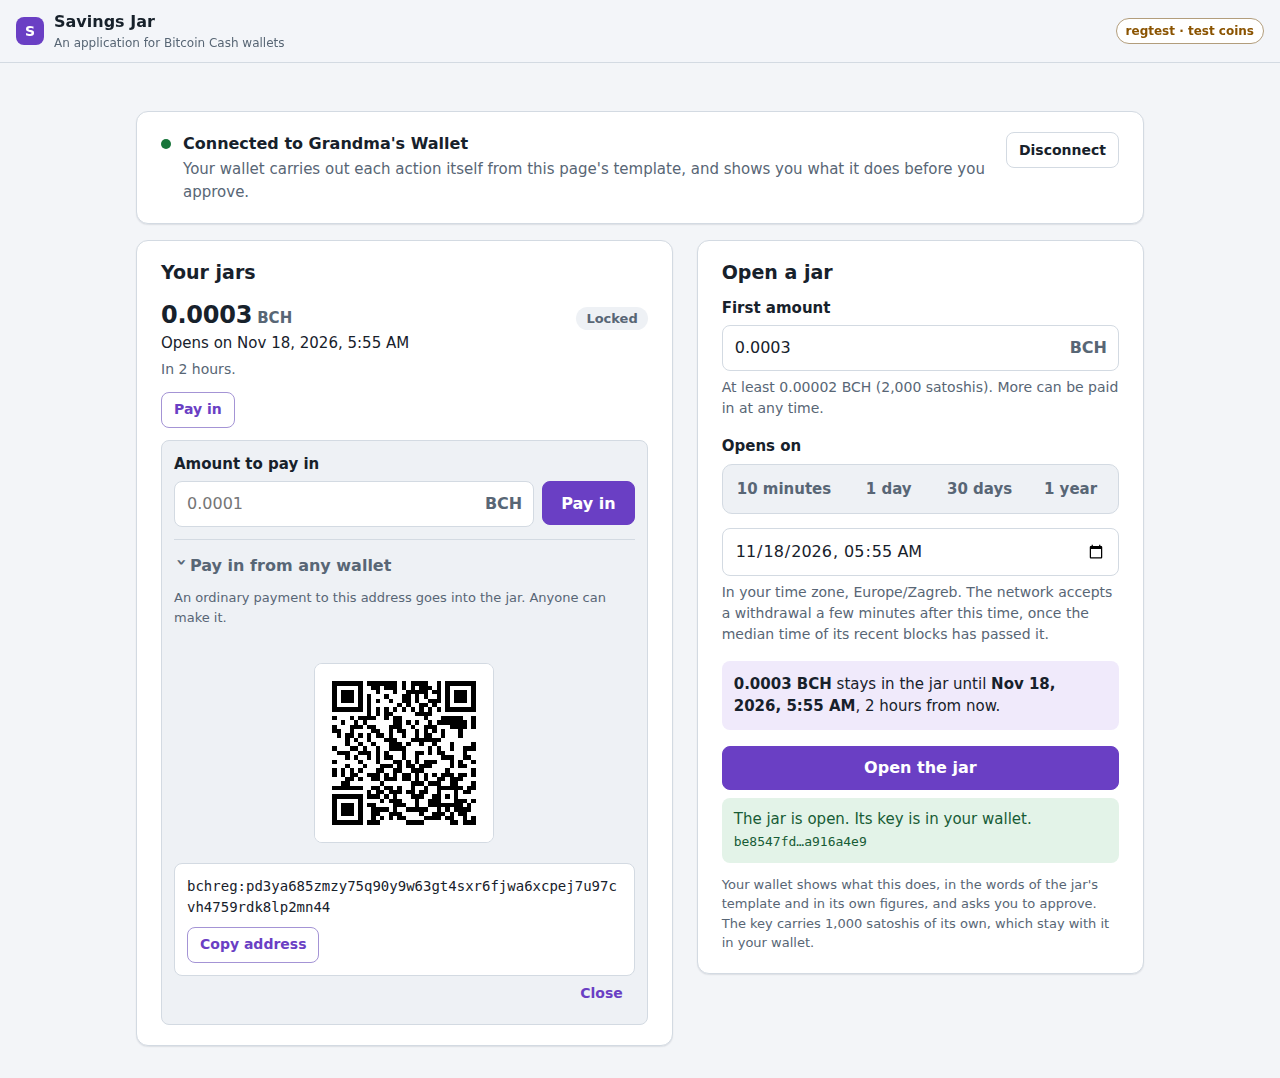 S
Savings Jar
An application for Bitcoin Cash wallets
regtest · test coins
Connected to Grandma's Wallet
Your wallet carries out each action itself from this page's template, and shows you what it does before you
approve.
Disconnect
Your jars
0.0003 BCH
Locked
Opens on Nov 18, 2026, 5:55 AM
In 2 hours.
Pay in
Amount to pay in
0.0001 BCH
Pay in
Pay in from any wallet
An ordinary payment to this address goes into the jar. Anyone can
make it.
bchreg:pd3ya685zmzy75q90y9w63gt4sxr6fjwa6xcpej7u97c
vh4759rdk8lp2mn44
Copy address
Close
Open a jar
First amount
0.0003 BCH
At least 0.00002 BCH (2,000 satoshis). More can be paid
in at any time.
Opens on
10 minutes 1 day 30 days 1 year
11/18/2026, 05:55 AM
In your time zone, Europe/Zagreb. The network accepts
a withdrawal a few minutes after this time, once the
median time of its recent blocks has passed it.
0.0003 BCH stays in the jar until Nov 18,
2026, 5:55 AM, 2 hours from now.
Open the jar
The jar is open. Its key is in your wallet.
be8547fd…a916a4e9
Your wallet shows what this does, in the words of the jar's
template and in its own figures, and asks you to approve.
The key carries 1,000 satoshis of its own, which stay with it
in your wallet.